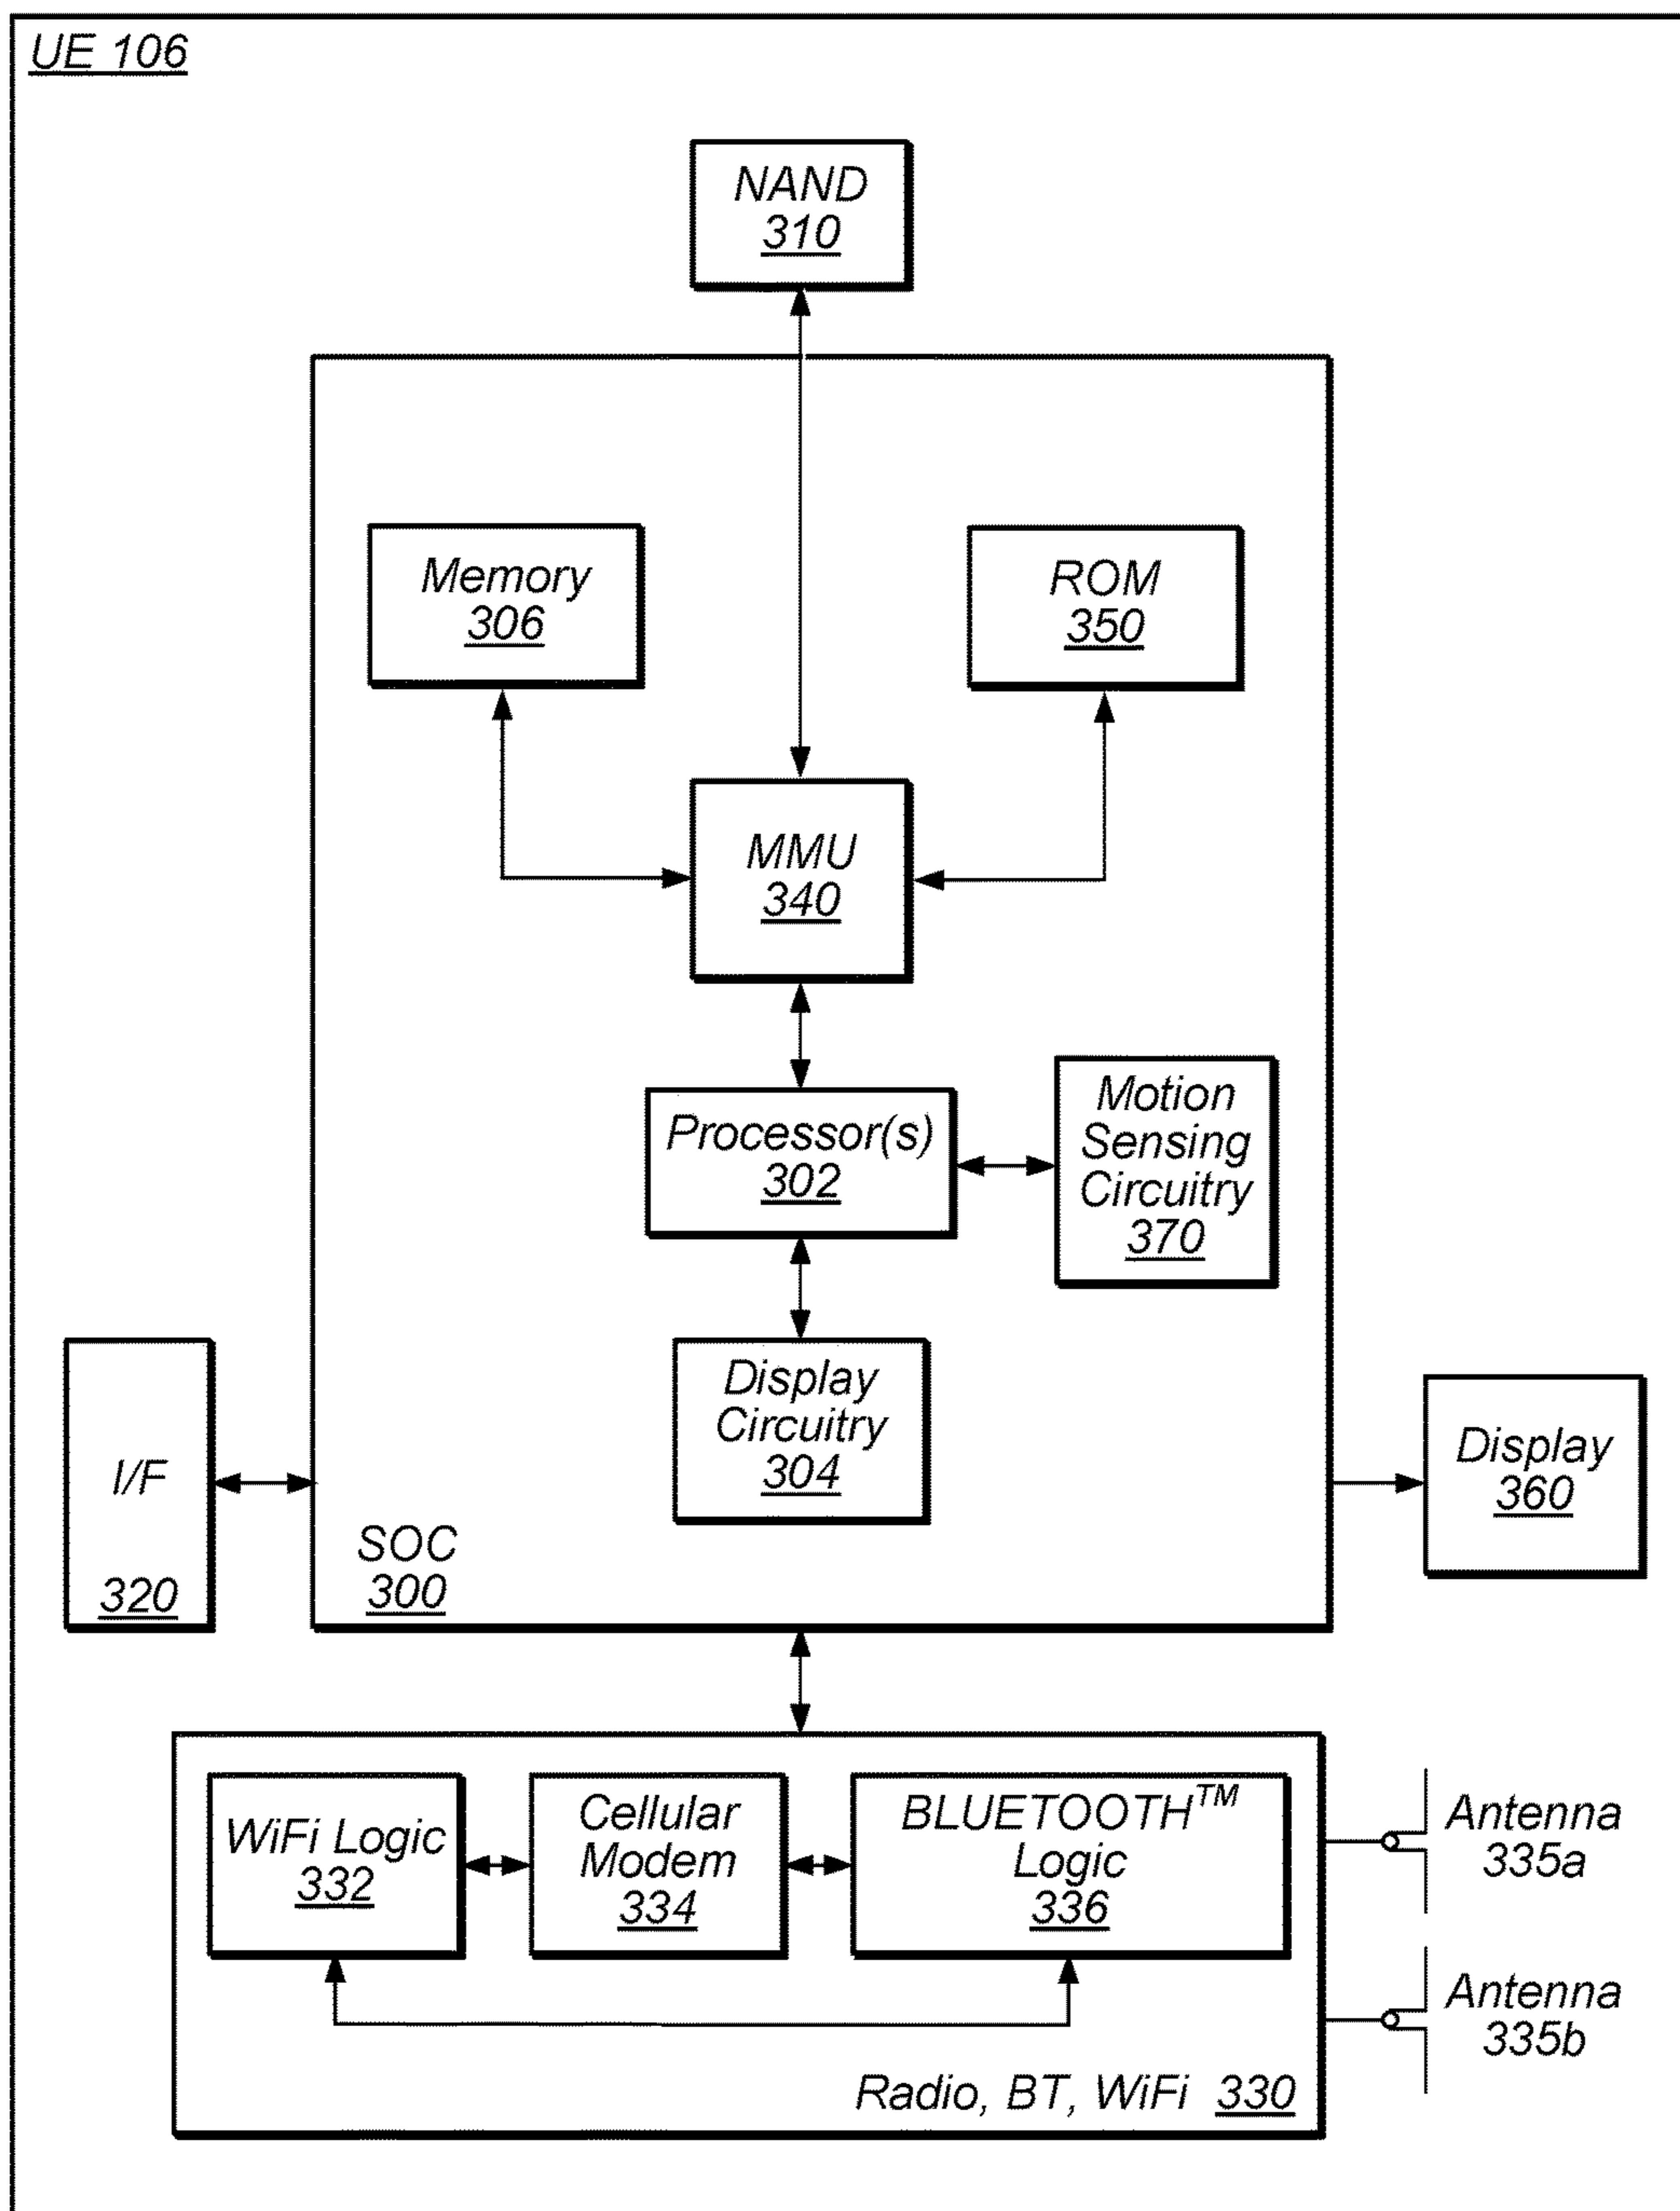 UE 106
NAND
310
Memory
306
ROM
350
MMU
340
Processor(s)
302
Motion
Sensing
Circuitry
370
Display
Circuitry
304
I/F
320
SOC
300
Display
360
WiFi Logic
332
Cellular
Modem
334
BLUETOOTH™
Logic
336
Antenna
335a
Antenna
335b
Radio, BT, WiFi 330